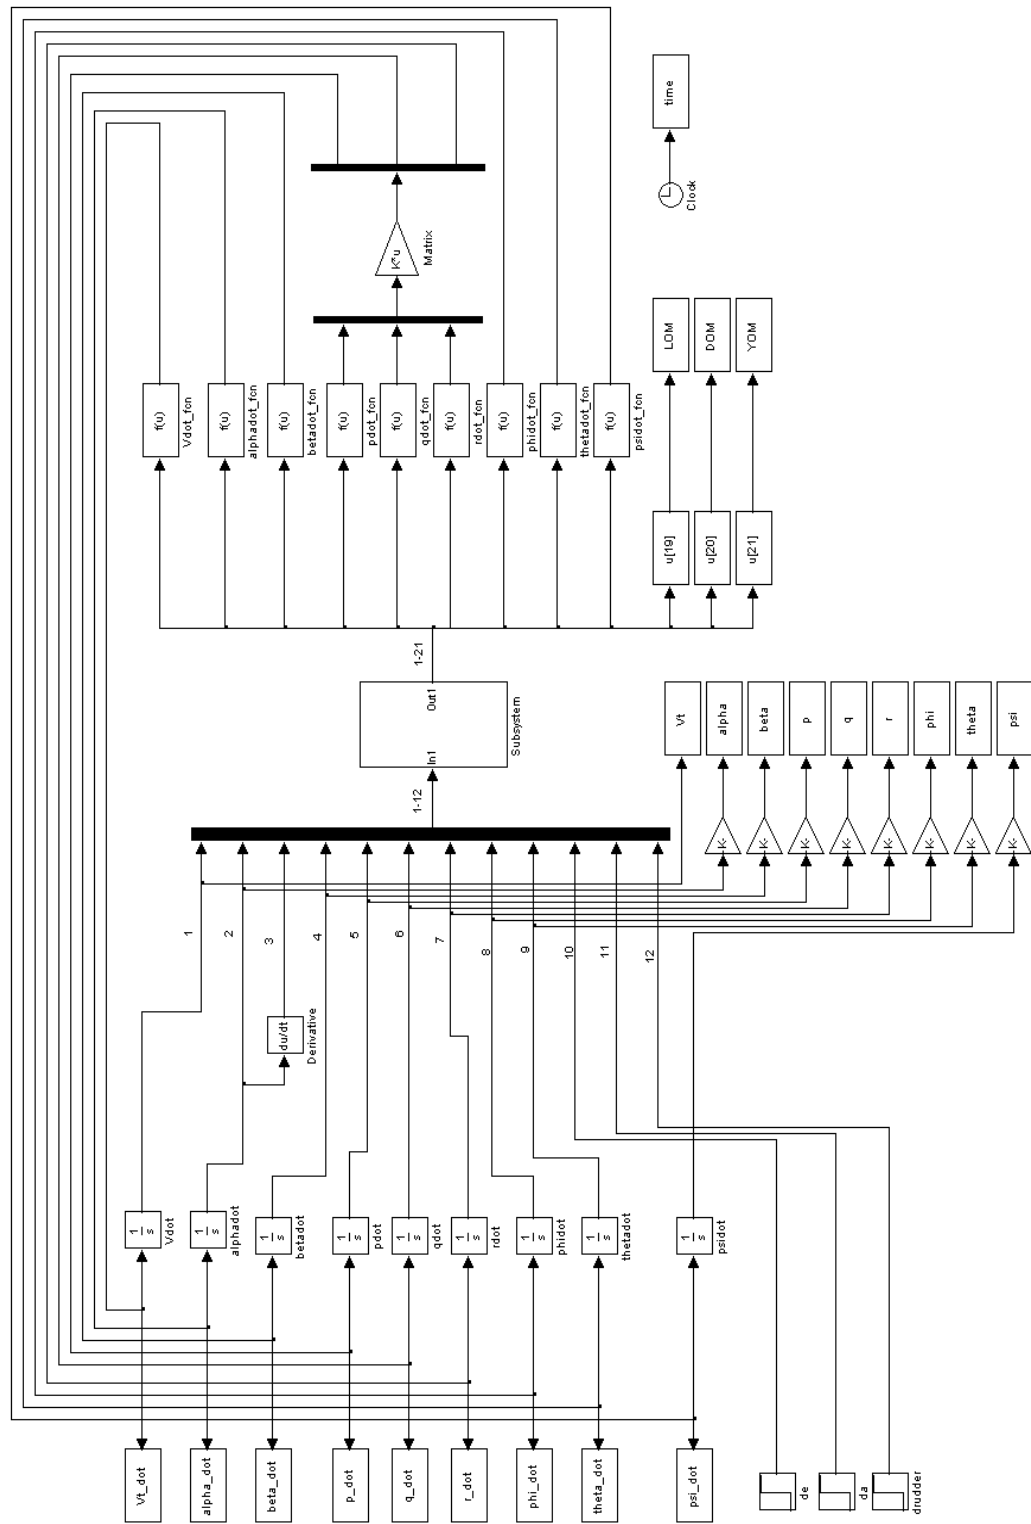 Vt_dot
1
s
Vdot
1
f(u)
Vdot_fcn
alpha_dot
1
s
alphadot
2
f(u)
alphadot_fcn
beta_dot
1
s
betadot
du/dt
Derivative
3
f(u)
betadot_fcn
4
p_dot
1
s
pdot
5
f(u)
pdot_fcn
q_dot
1
s
qdot
6
1-12
In1
Out1
Subsystem
1-21
f(u)
qdot_fcn
K*u
Matrix
r_dot
1
s
rdot
7
f(u)
rdot_fcn
phi_dot
1
s
phidot
8
f(u)
phidot_fcn
9
theta_dot
1
s
thetadot
10
f(u)
thetadot_fcn
11
f(u)
psidot_fcn
12
psi_dot
1
s
psidot
Vt
u[19]
LOM
Clock
time
K-
alpha
u[20]
DOM
K-
beta
u[21]
YOM
de
K-
p
K-
q
da
K-
r
drudder
K-
phi
K-
theta
K-
psi